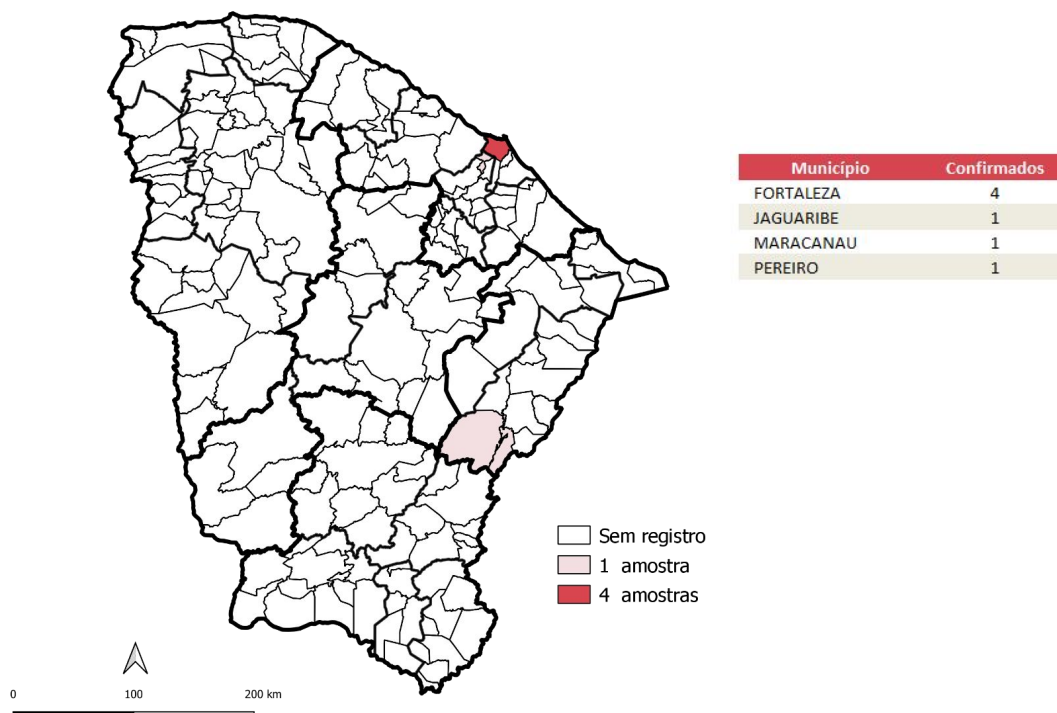 Município Confirmados
FORTALEZA 4
JAGUARIBE 1
MARACANAU 1
PEREIRO 1
Sem registro
1 amostra
4 amostras
0 100 200 km